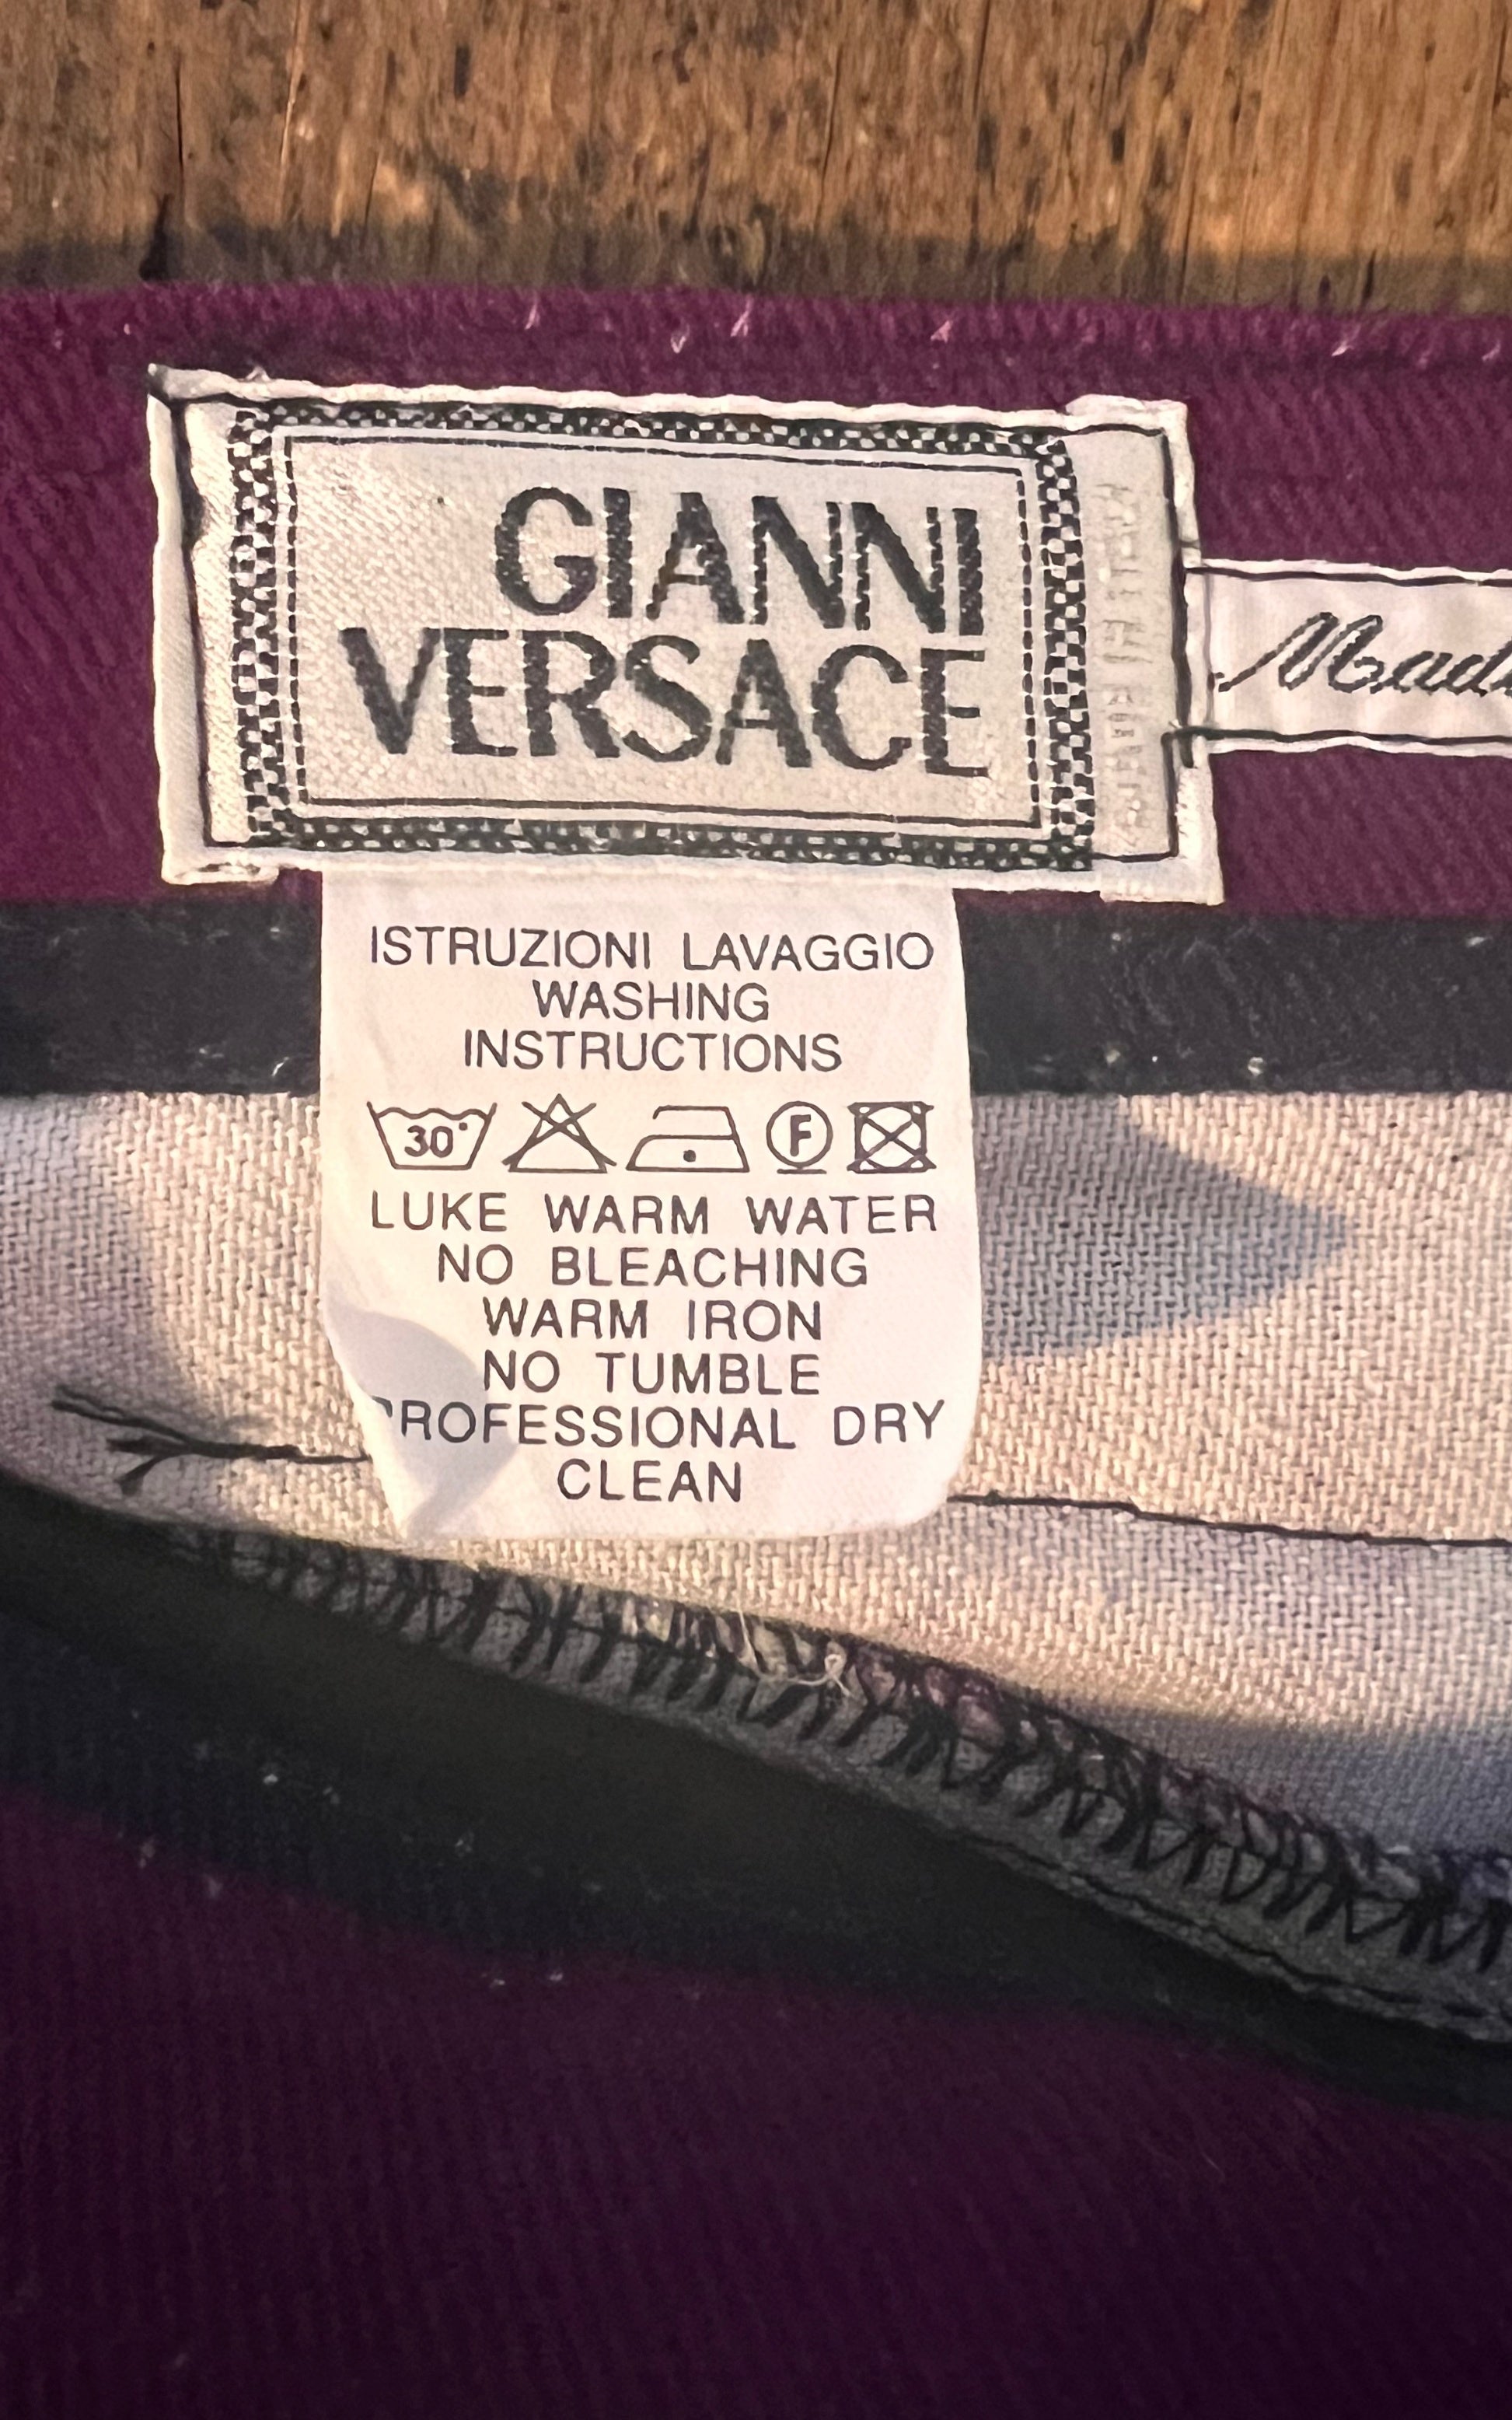 GIANNI
VERSACE
Mad
ISTRUZIONI LAVAGGIO
WASHING
INSTRUCTIONS
30° F
LUKE WARM WATER
NO BLEACHING
WARM IRON
NO TUMBLE
PROFESSIONAL DRY
CLEAN